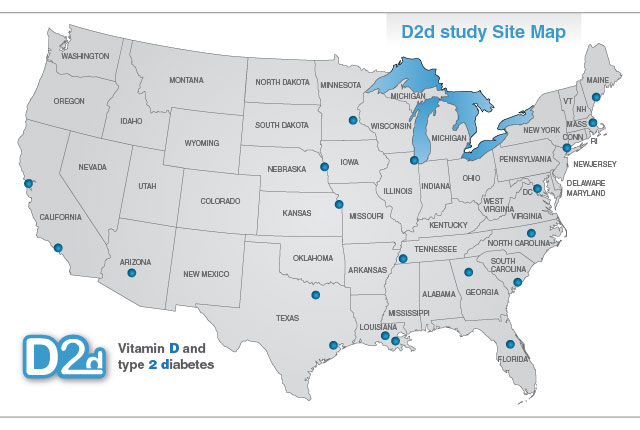 D2d study Site Map
WASHINGTON
MONTANA
NORTH DAKOTA
MINNESOTA
MICHIGAN
MAINE
VT
NH
OREGON
IDAHO
WYOMING
SOUTH DAKOTA
WISCONSIN
MICHIGAN
NEW YORK
MASS
CONN
RI
NEVADA
UTAH
COLORADO
NEBRASKA
IOWA
ILLINOIS
INDIANA
OHIO
PENNSYLVANIA
NEWJERSEY
DELAWARE
MARYLAND
DC
WEST
VIRGINIA
VIRGINIA
CALIFORNIA
KANSAS
MISSOURI
KENTUCKY
NORTH CAROLINA
TENNESSEE
SOUTH
CAROLINA
ARIZONA
NEW MEXICO
OKLAHOMA
ARKANSAS
MISSISSIPPI
ALABAMA
GEORGIA
TEXAS
LOUISIANA
FLORIDA
D2d
Vitamin D and
type 2 diabetes